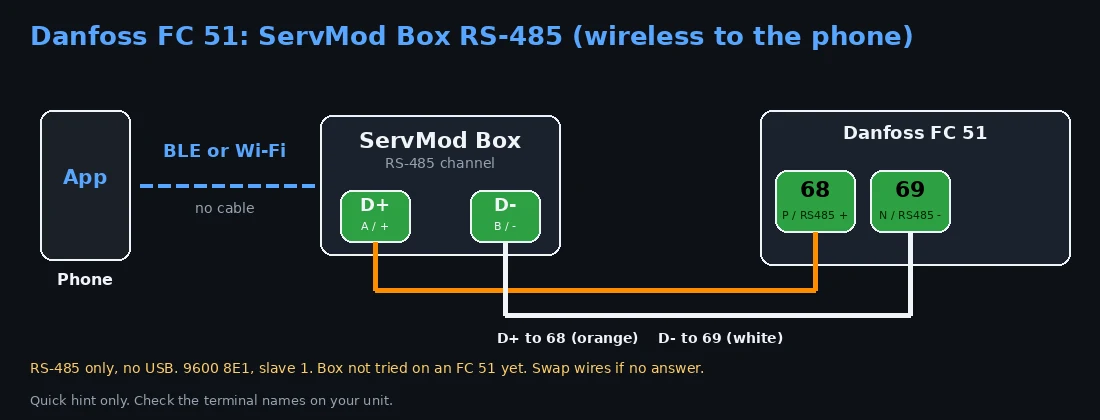 Danfoss FC 51: ServMod Box RS-485 (wireless to the phone)
App
Phone
BLE or Wi-Fi
no cable
ServMod Box
RS-485 channel
D+
A / +
D-
B / -
Danfoss FC 51
68
P / RS485 +
69
N / RS485 -
D+ to 68 (orange)    D- to 69 (white)
RS-485 only, no USB. 9600 8E1, slave 1. Box not tried on an FC 51 yet. Swap wires if no answer.
Quick hint only. Check the terminal names on your unit.